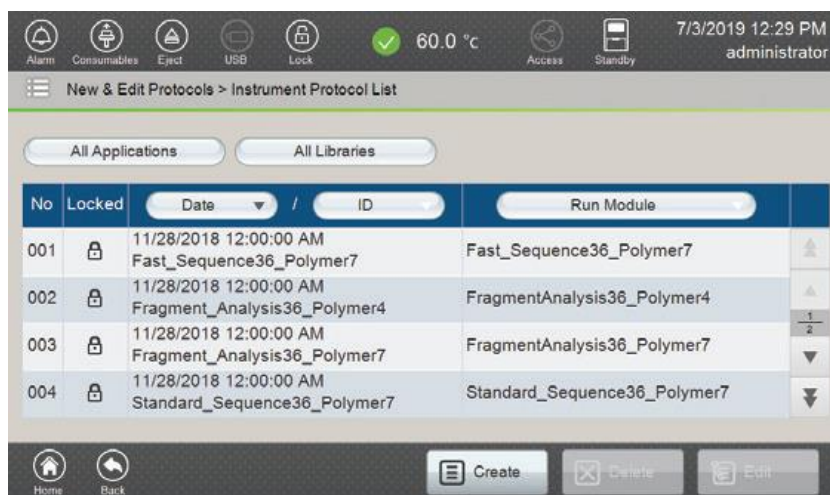 7/3/2019 12:29 PM
60.0 °c
administrator
Alarm Consumables Eject USB Lock Access Standby
New & Edit Protocols > Instrument Protocol List
All Applications All Libraries
No Locked Date / ID Run Module
001 11/28/2018 12:00:00 AM
Fast_Sequence36_Polymer7 Fast_Sequence36_Polymer7
002 11/28/2018 12:00:00 AM
Fragment_Analysis36_Polymer4 FragmentAnalysis36_Polymer4
1
2
003 11/28/2018 12:00:00 AM
Fragment_Analysis36_Polymer7 FragmentAnalysis36_Polymer7
004 11/28/2018 12:00:00 AM
Standard_Sequence36_Polymer7 Standard_Sequence36_Polymer7
Create Delete Edit
Home Back